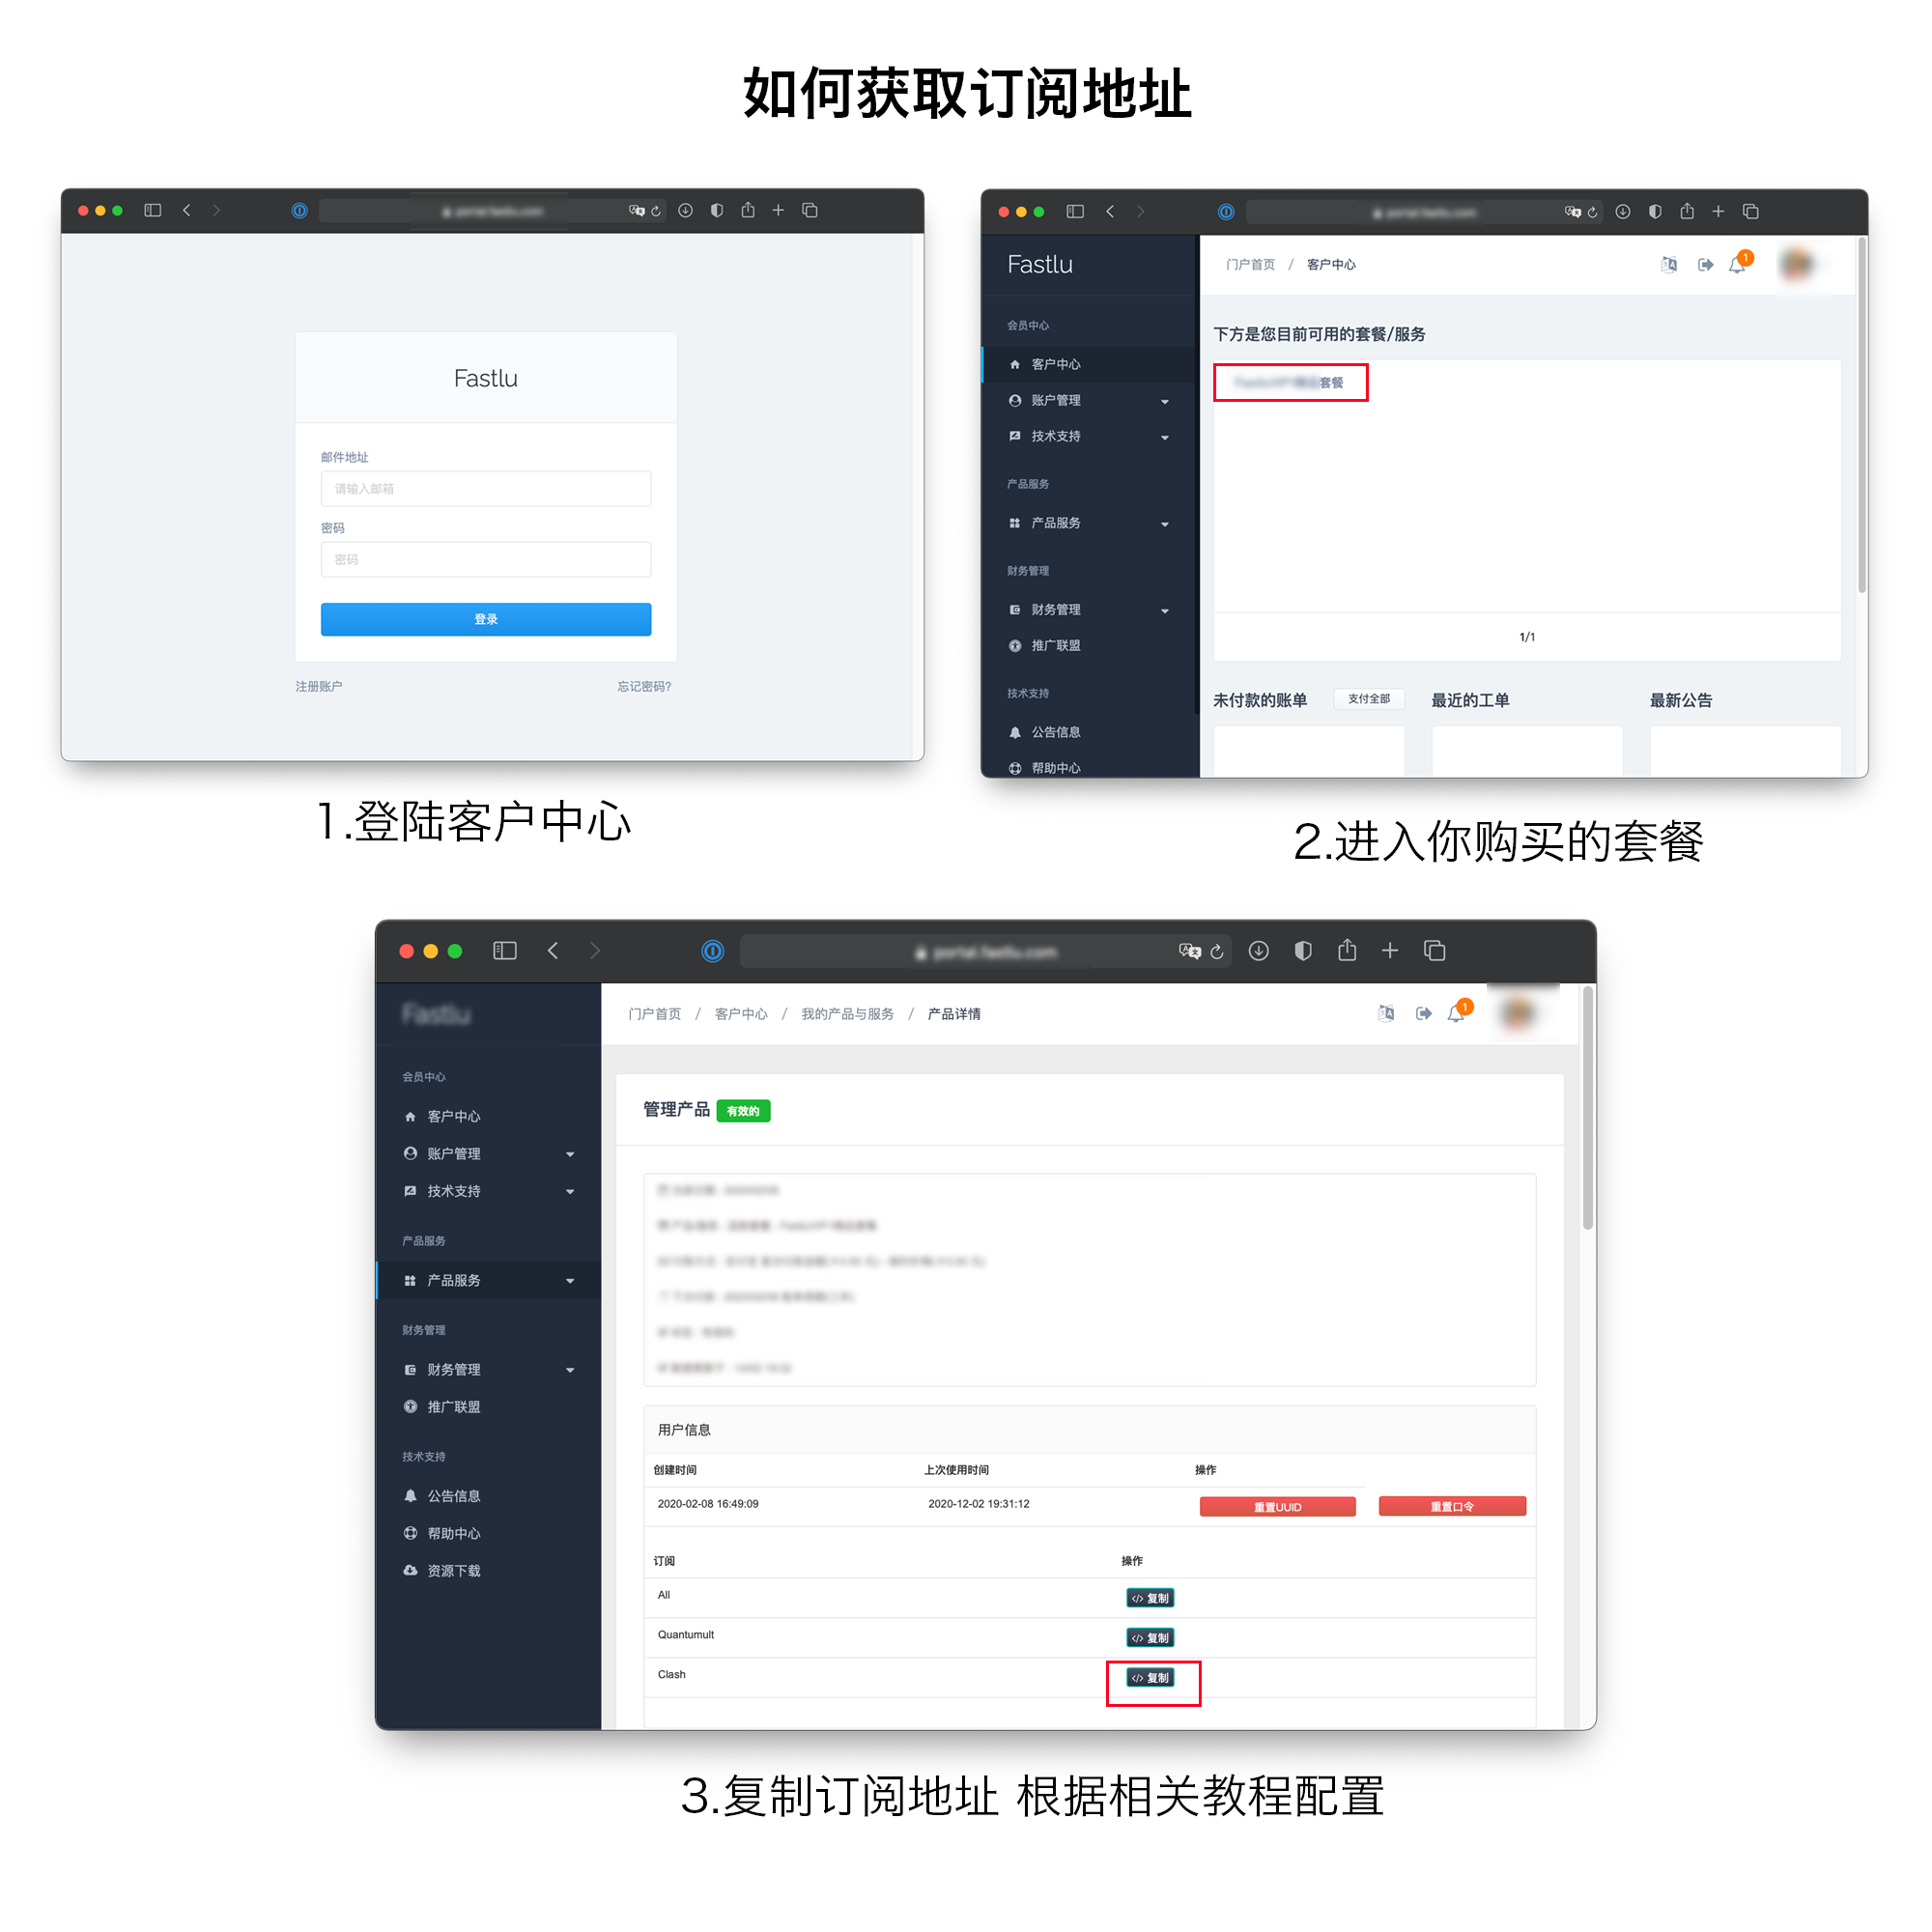 如何获取订阅地址
Fastlu
邮件地址
请输入邮箱
密码
密码
登录
注册账户 忘记密码?
1.登陆客户中心
Fastlu
会员中心
客户中心
账户管理
技术支持
产品服务
产品服务
财务管理
财务管理
推广联盟
技术支持
公告信息
帮助中心
门户首页 / 客户中心
1
下方是您目前可用的套餐/服务
套餐
1/1
未付款的账单 支付全部 最近的工单 最新公告
2.进入你购买的套餐
portal.fastlu.com
Fastlu
会员中心
客户中心
账户管理
技术支持
产品服务
产品服务
财务管理
财务管理
推广联盟
技术支持
公告信息
帮助中心
资源下载
门户首页 / 客户中心 / 我的产品与服务 / 产品详情
1
管理产品 有效的
用户信息
创建时间 上次使用时间 操作
2020-02-08 16:49:09 2020-12-02 19:31:12 重置UUID 重置口令
订阅 操作
All </> 复制
Quantumult </> 复制
Clash </> 复制
3.复制订阅地址 根据相关教程配置